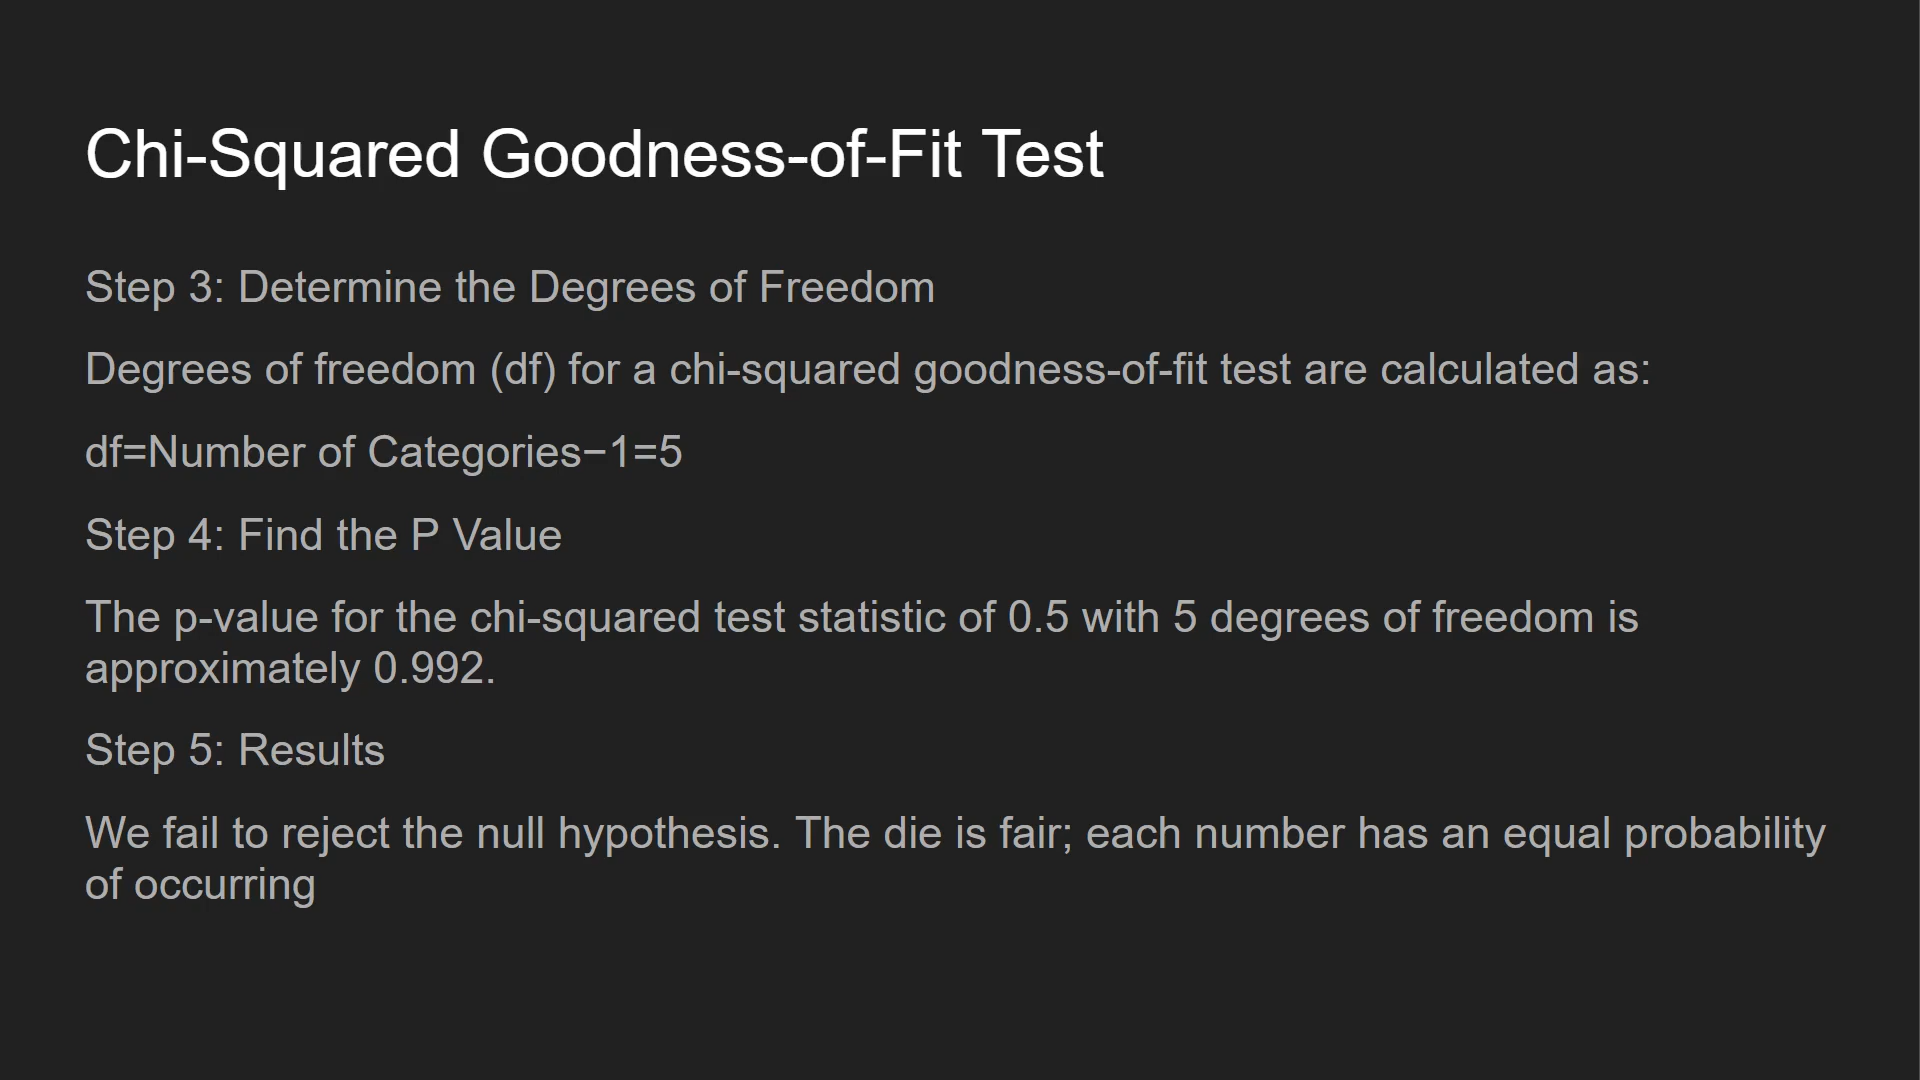 Chi-Squared Goodness-of-Fit Test
Step 3: Determine the Degrees of Freedom
Degrees of freedom (df) for a chi-squared goodness-of-fit test are calculated as:
df=Number of Categories−1=5
Step 4: Find the P Value
The p-value for the chi-squared test statistic of 0.5 with 5 degrees of freedom is
approximately 0.992.
Step 5: Results
We fail to reject the null hypothesis. The die is fair; each number has an equal probability
of occurring